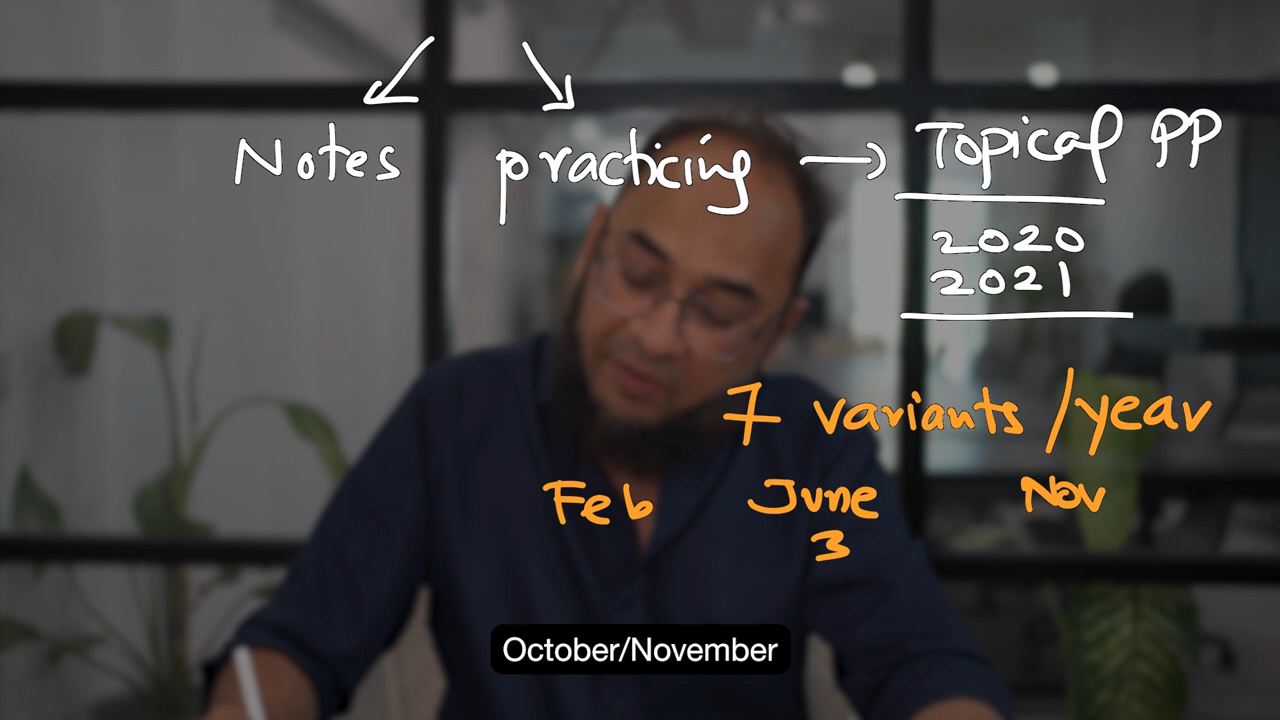 Notes practicing → Topical PP
2020
2021
7 variants /year
Feb June Nov
3
October/November